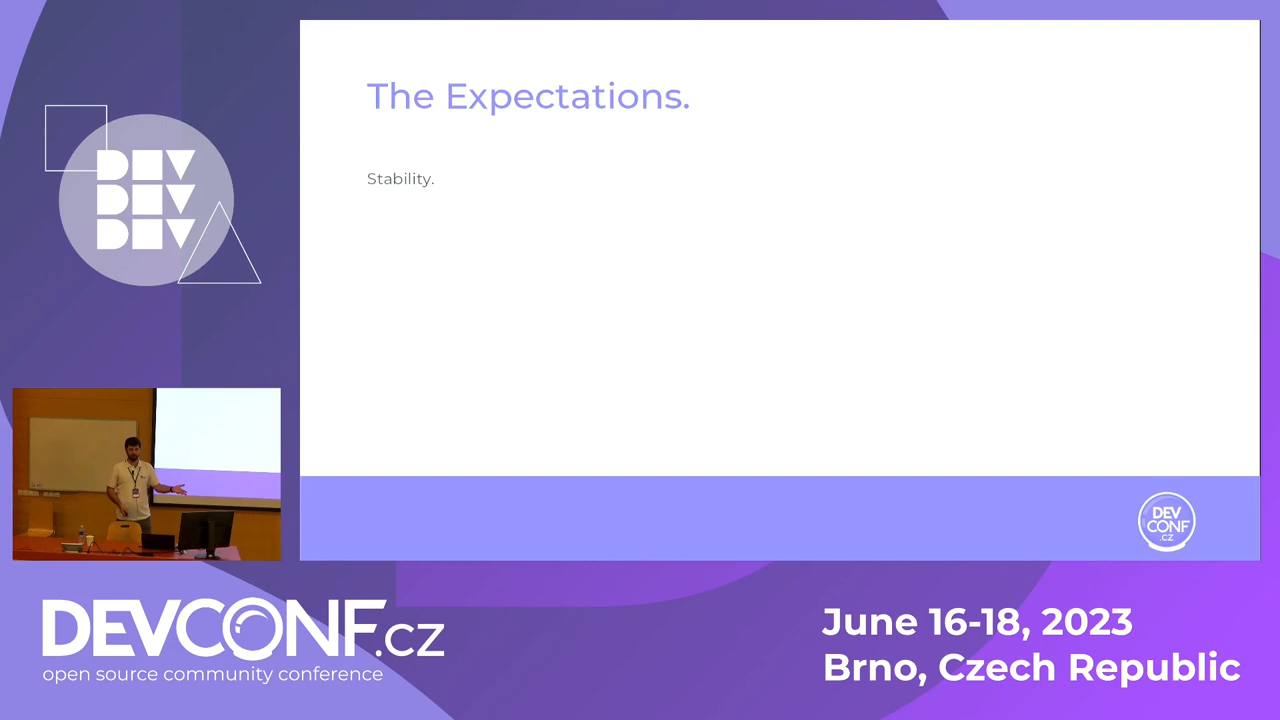 The Expectations.
Stability.
DEV
DEV
DEV
DEV
CONF
.cz
DEVCONF.cz
open source community conference
June 16-18, 2023
Brno, Czech Republic